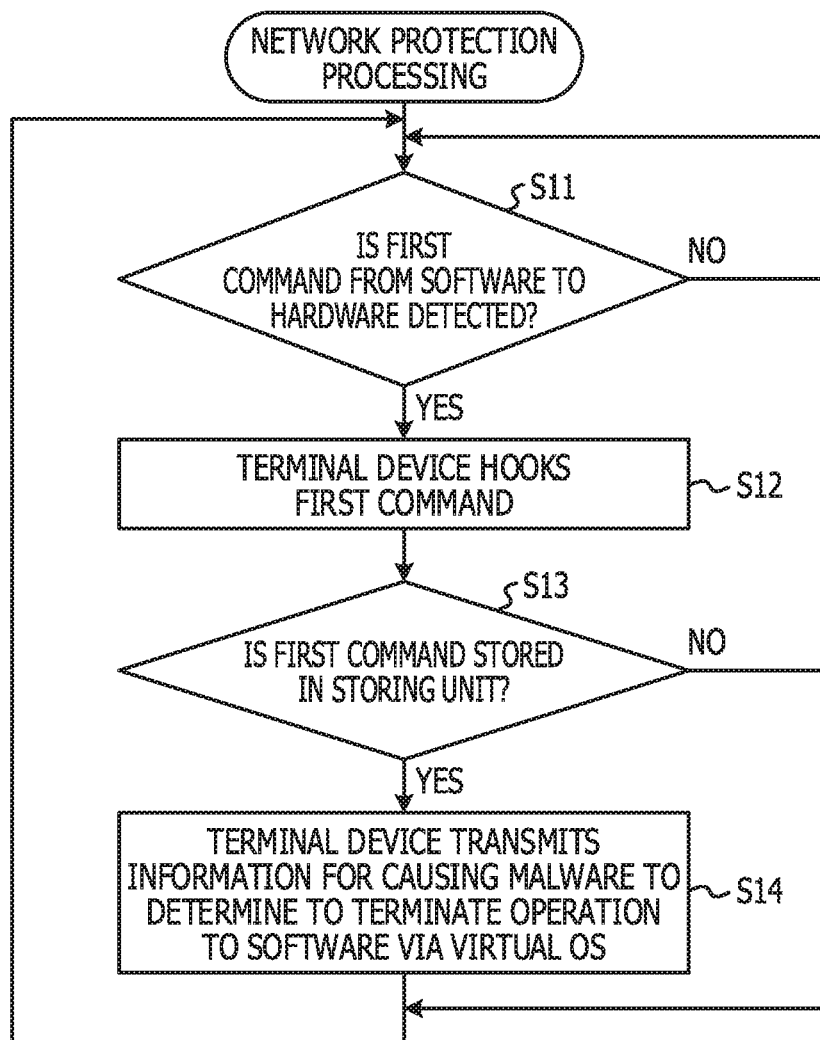 NETWORK PROTECTION
PROCESSING
S11
IS FIRST
COMMAND FROM SOFTWARE TO
HARDWARE DETECTED?
NO
YES
TERMINAL DEVICE HOOKS
FIRST COMMAND
S12
S13
IS FIRST COMMAND STORED
IN STORING UNIT?
NO
YES
TERMINAL DEVICE TRANSMITS
INFORMATION FOR CAUSING MALWARE TO
DETERMINE TO TERMINATE OPERATION
TO SOFTWARE VIA VIRTUAL OS
S14